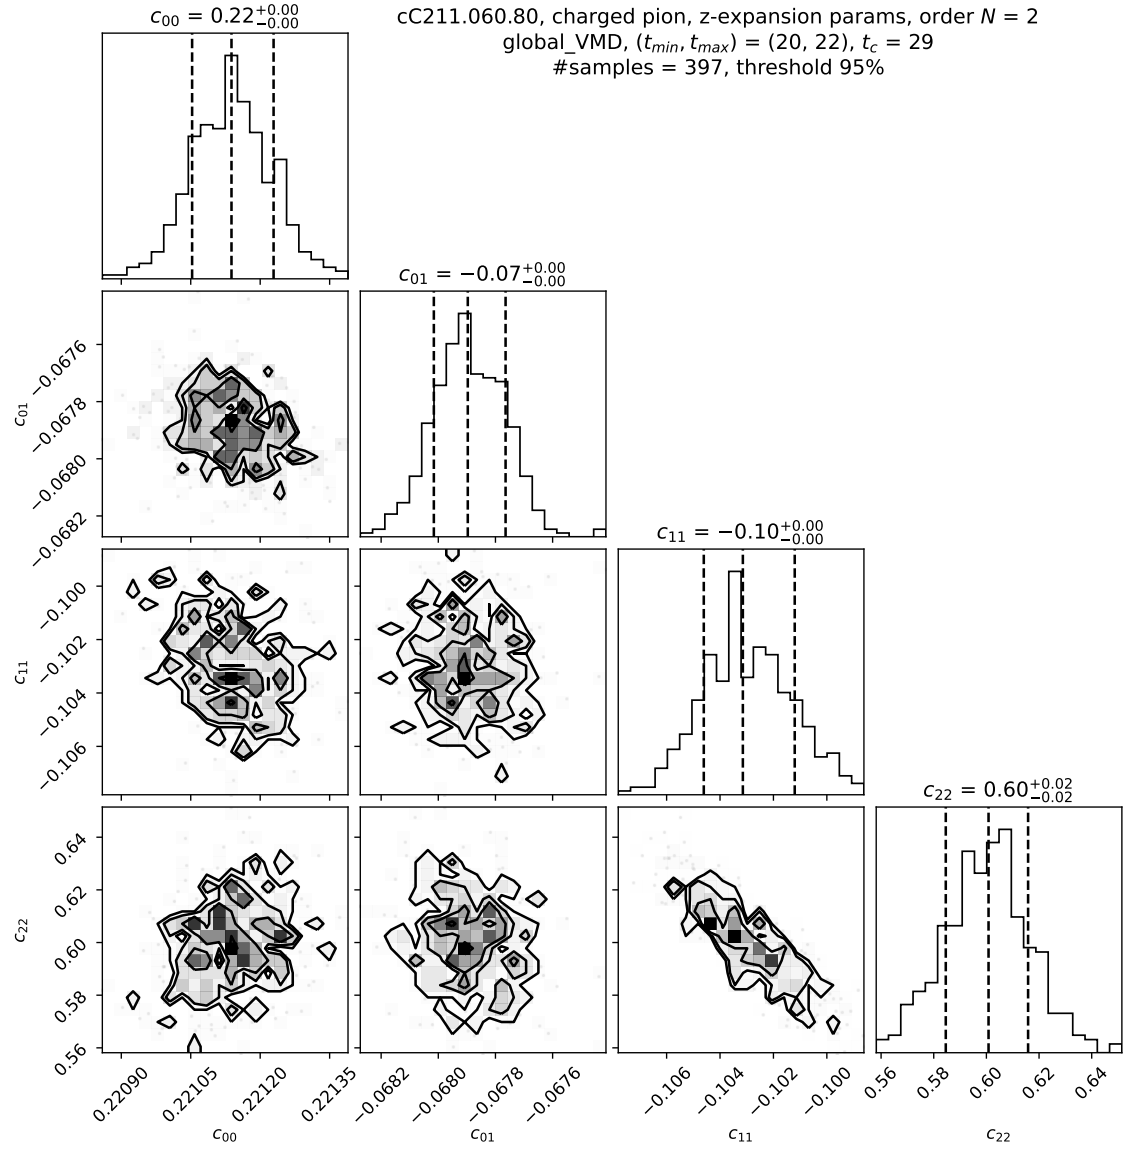 cC211.060.80, charged pion, z-expansion params, order N = 2
global_VMD, (t_min, t_max) = (20, 22), t_c = 29
#samples = 397, threshold 95%
c_00 = 0.22^{+0.00}_{−0.00}
c_01 = −0.07^{+0.00}_{−0.00}
c_01
−0.0676
−0.0678
−0.0680
−0.0682
c_11 = −0.10^{+0.00}_{−0.00}
c_11
−0.100
−0.102
−0.104
−0.106
c_22 = 0.60^{+0.02}_{−0.02}
c_22
0.64
0.62
0.60
0.58
0.56
0.22090 0.22105 0.22120 0.22135
−0.0682 −0.0680 −0.0678 −0.0676
−0.106 −0.104 −0.102 −0.100
0.56 0.58 0.60 0.62 0.64
c_00 c_01 c_11 c_22